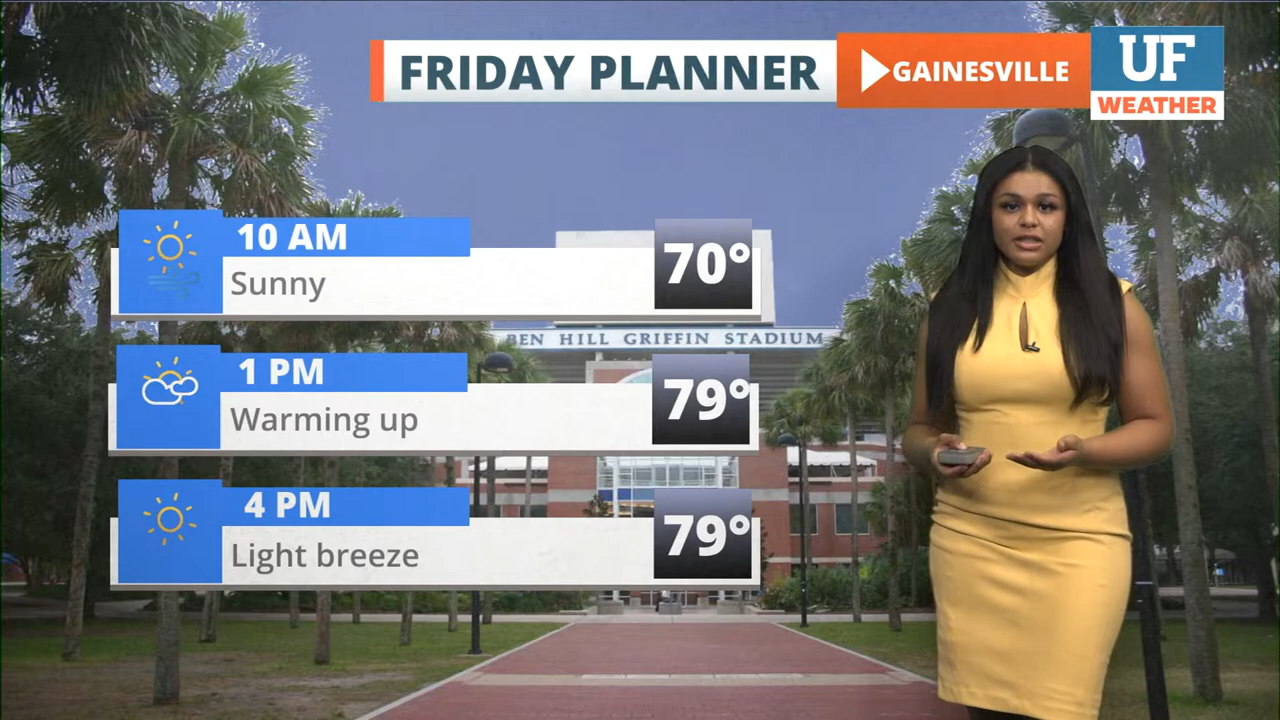 FRIDAY PLANNER
GAINESVILLE
UF
WEATHER
10 AM
Sunny
70°
BEN HILL GRIFFIN STADIUM
1 PM
Warming up
79°
4 PM
Light breeze
79°